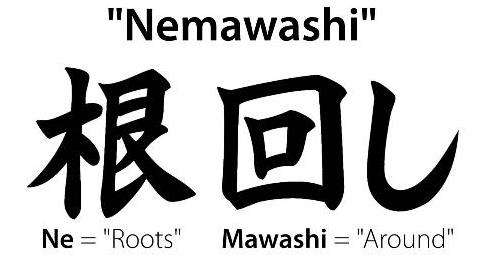 "Nemawashi"
根回し
Ne = "Roots" Mawashi = "Around"